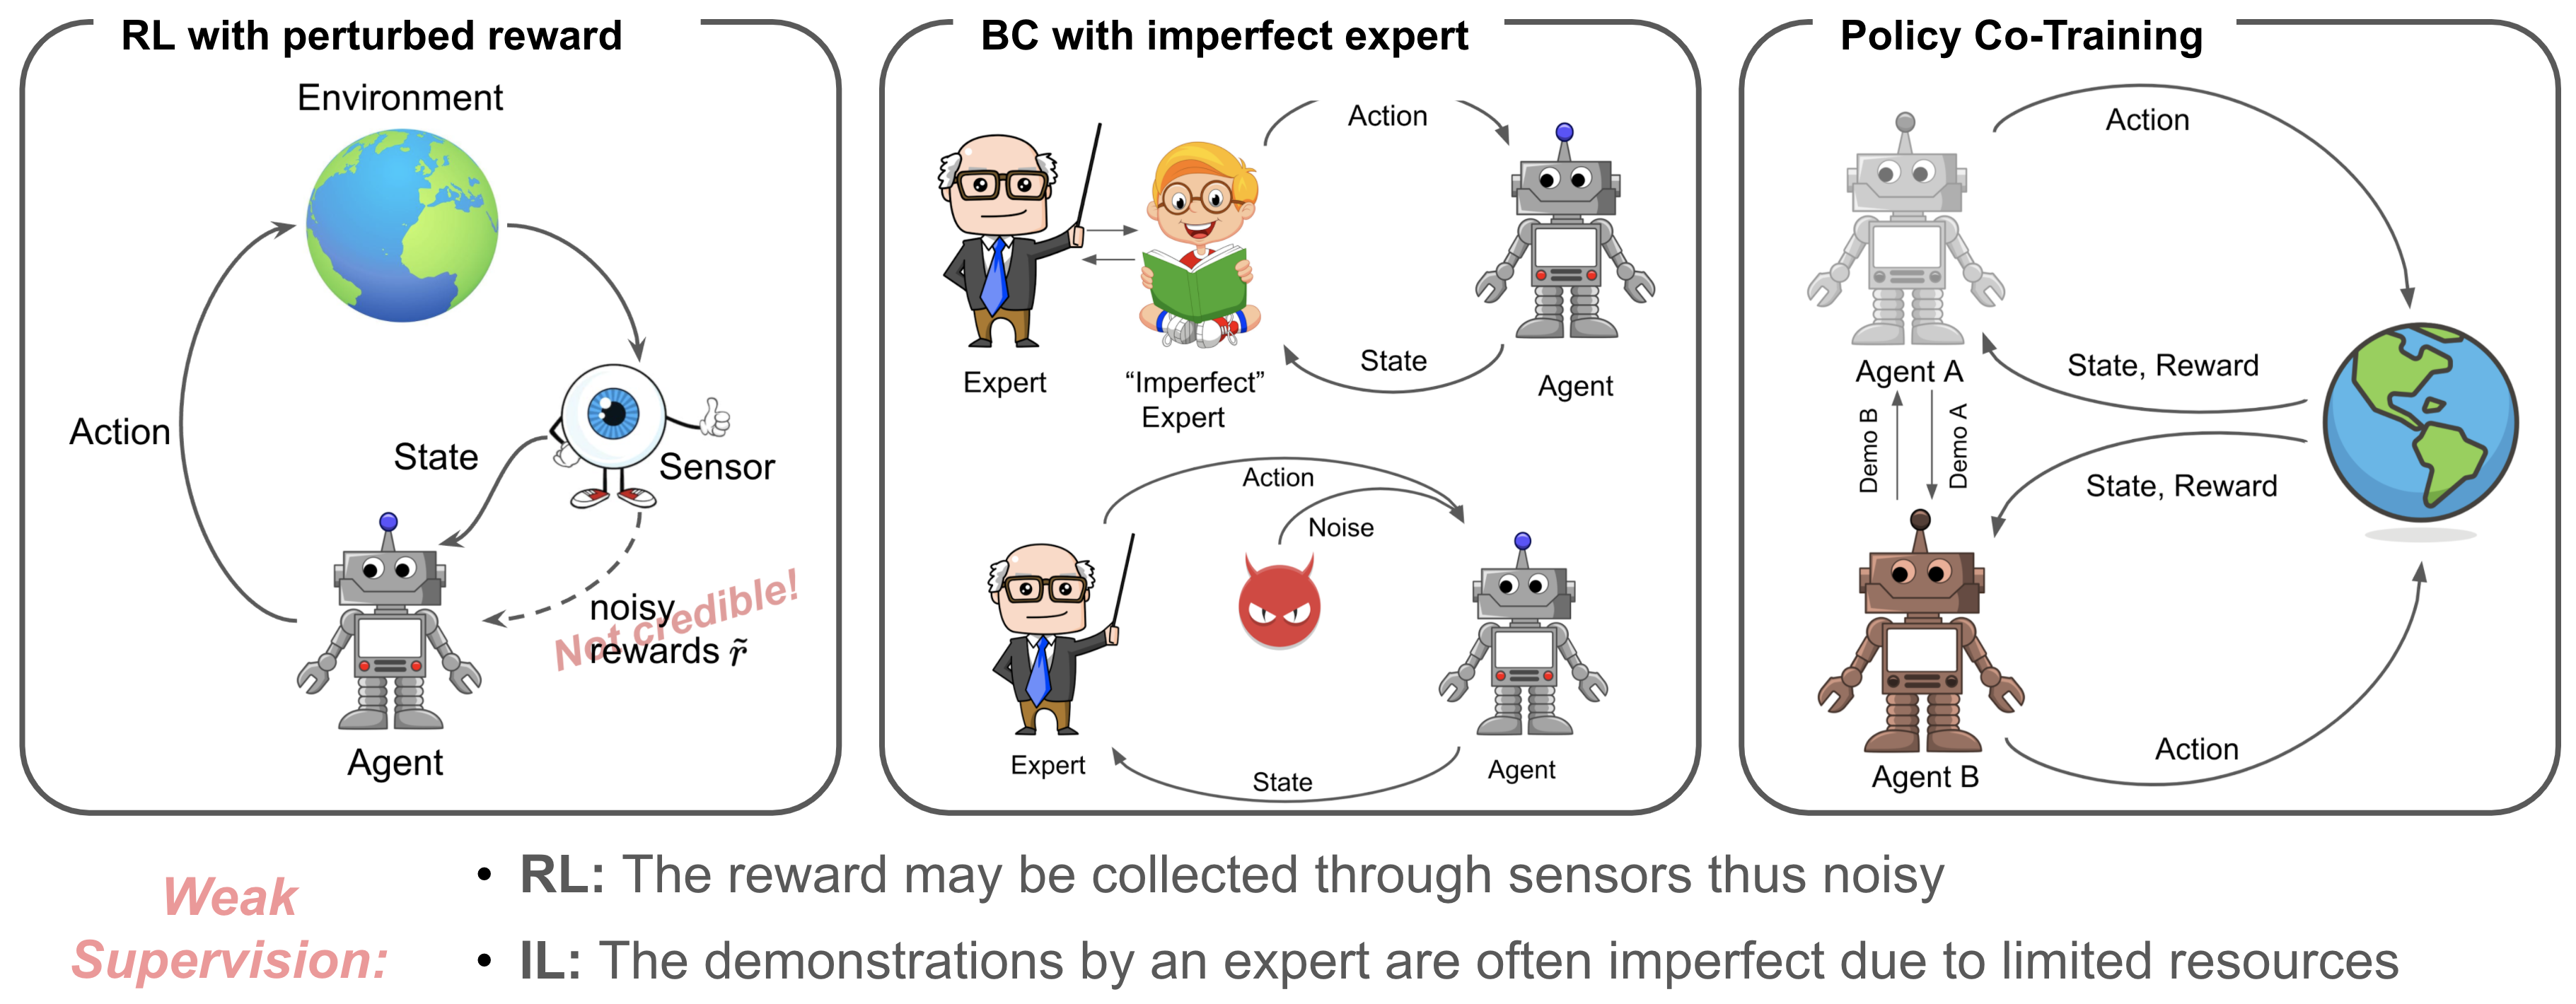 RL with perturbed reward
Environment
Action
State
Sensor
noisy
rewards r̃
Not credible!
Agent
BC with imperfect expert
Action
Expert
“Imperfect”
Expert
State
Agent
Action
Noise
Expert
State
Agent
Policy Co-Training
Action
Agent A
State, Reward
Demo B
Demo A
State, Reward
Agent B
Action
Weak
Supervision:
• RL: The reward may be collected through sensors thus noisy
• IL: The demonstrations by an expert are often imperfect due to limited resources